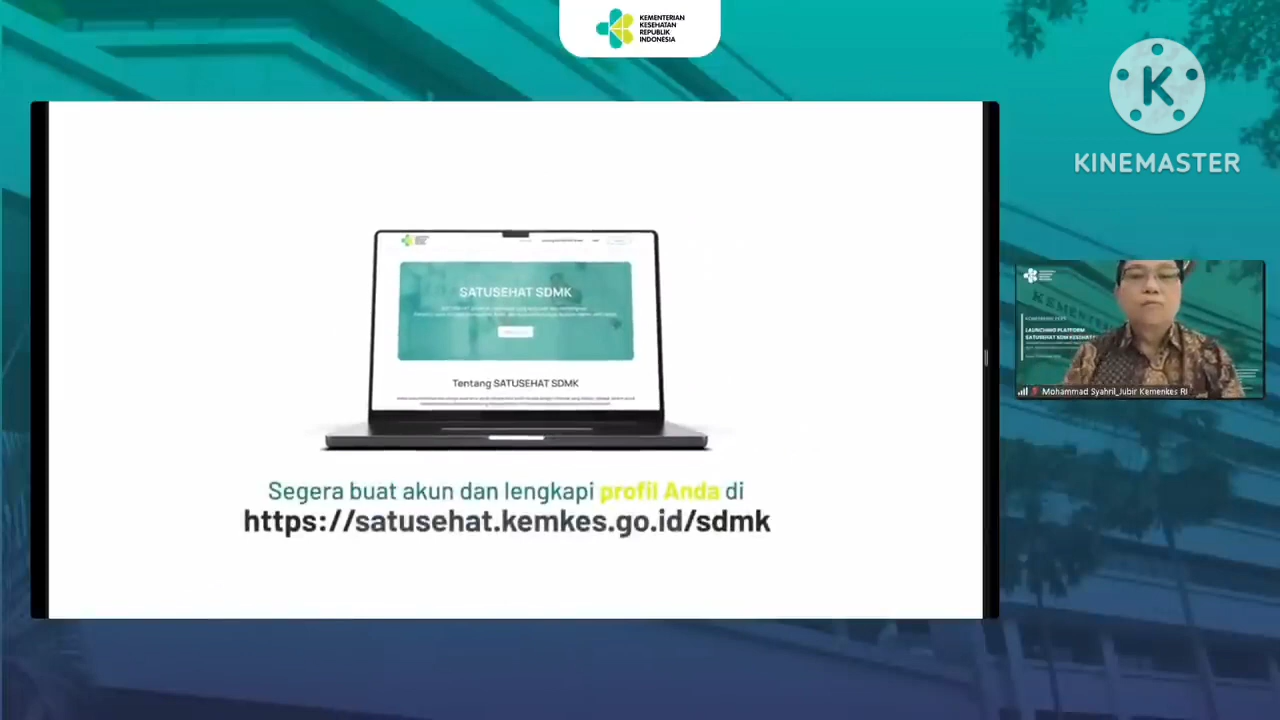 KEMENTERIAN
KESEHATAN
REPUBLIK
INDONESIA
K
KINEMASTER
SATUSEHAT SDMK
Tentang SATUSEHAT SDMK
Segera buat akun dan lengkapi profil Anda di
https://satusehat.kemkes.go.id/sdmk
LAUNCHING PLATFORM
SATUSEHAT SDM KESEHATAN
Mohammad Syahril_Jubir Kemenkes RI